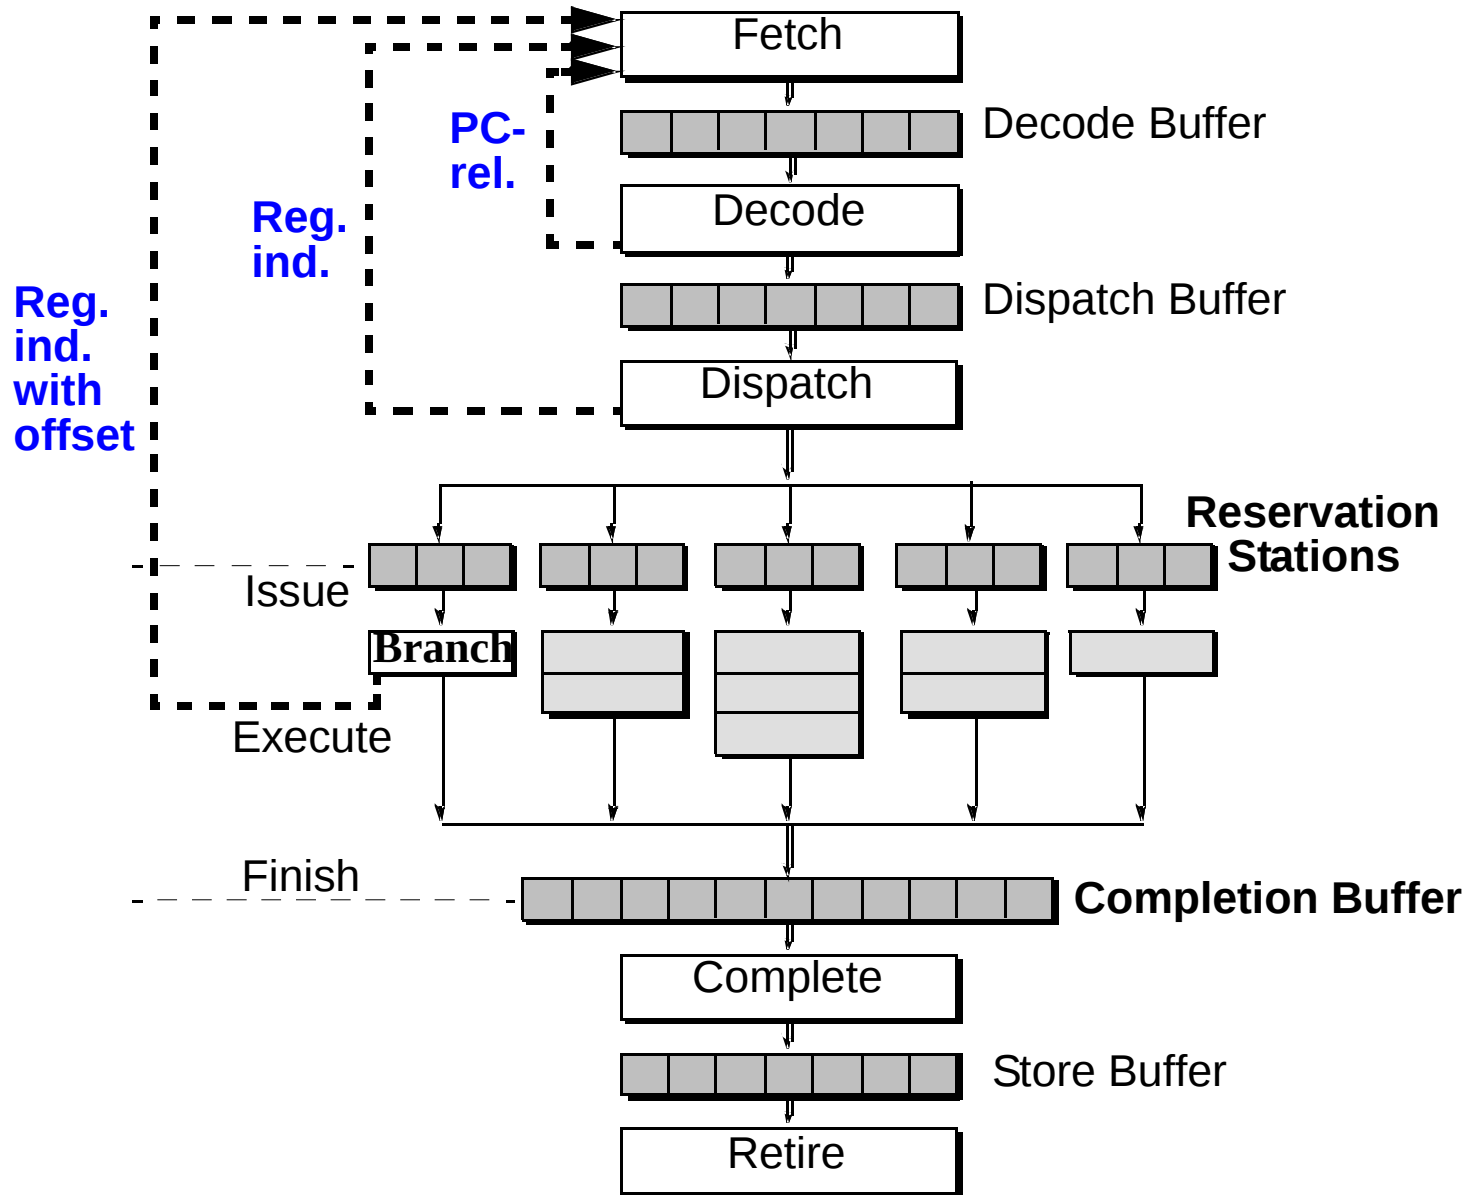 Fetch
PC-
rel.
Decode Buffer
Decode
Reg.
ind.
Dispatch Buffer
Reg.
ind.
with
offset
Dispatch
Reservation
Stations
Issue
Branch
Execute
Finish
Completion Buffer
Complete
Store Buffer
Retire